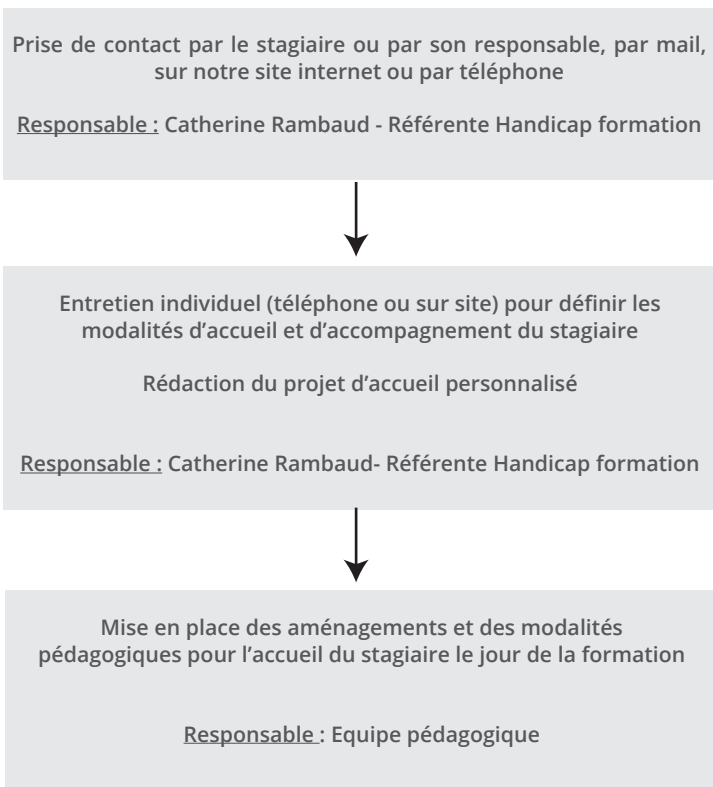 Prise de contact par le stagiaire ou par son responsable, par mail,
sur notre site internet ou par téléphone
Responsable : Catherine Rambaud - Référente Handicap formation
Entretien individuel (téléphone ou sur site) pour définir les
modalités d’accueil et d’accompagnement du stagiaire
Rédaction du projet d’accueil personnalisé
Responsable : Catherine Rambaud- Référente Handicap formation
Mise en place des aménagements et des modalités
pédagogiques pour l’accueil du stagiaire le jour de la formation
Responsable : Equipe pédagogique